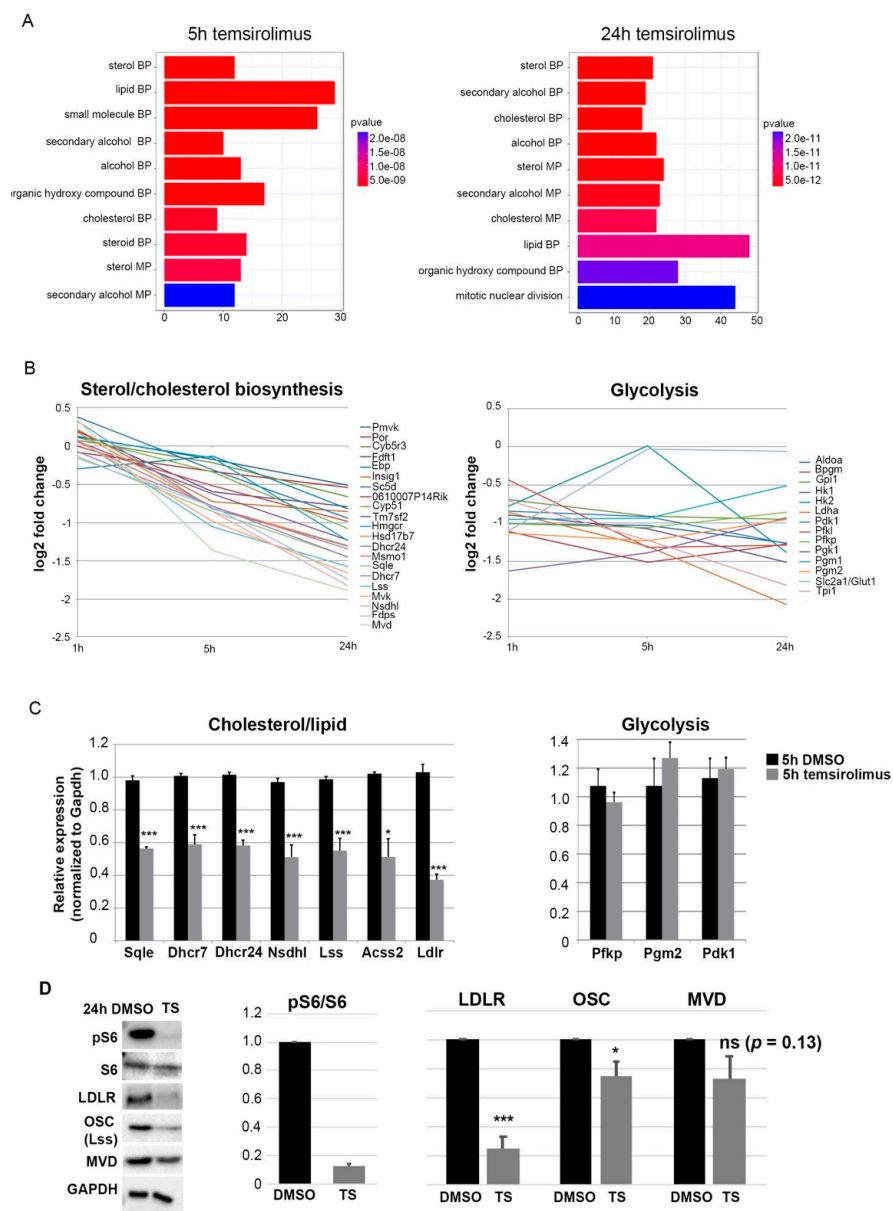 A
5h temsirolimus
sterol BP
lipid BP
small molecule BP
secondary alcohol BP
alcohol BP
organic hydroxy compound BP
cholesterol BP
steroid BP
sterol MP
secondary alcohol MP
0 10 20 30
pvalue
2.0e-08
1.5e-08
1.0e-08
5.0e-09
24h temsirolimus
sterol BP
secondary alcohol BP
cholesterol BP
alcohol BP
sterol MP
secondary alcohol MP
cholesterol MP
lipid BP
organic hydroxy compound BP
mitotic nuclear division
0 10 20 30 40 50
pvalue
2.0e-11
1.5e-11
1.0e-11
5.0e-12
B
Sterol/cholesterol biosynthesis
log2 fold change
0.5
0
-0.5
-1
-1.5
-2
-2.5
1h 5h 24h
Pmvk
Por
Cyb5r3
Fdft1
Ebp
Insig1
Sc5d
0610007P14Rik
Cyp51
Tm7sf2
Hmgcr
Hsd17b7
Dhcr24
Msmo1
Sqle
Dhcr7
Lss
Mvk
Nsdhl
Fdps
Mvd
Glycolysis
log2 fold change
0.5
0
-0.5
-1
-1.5
-2
-2.5
1h 5h 24h
Aldoa
Bpgm
Gpi1
Hk1
Hk2
Ldha
Pdk1
Pfkl
Pfkp
Pgk1
Pgm1
Pgm2
Slc2a1/Glut1
Tpi1
C
Cholesterol/lipid
Relative expression
(normalized to Gapdh)
1.2
1.0
0.8
0.6
0.4
0.2
0
*** *** *** *** *** * ***
Sqle Dhcr7 Dhcr24 Nsdhl Lss Acss2 Ldlr
Glycolysis
1.4
1.2
1.0
0.8
0.6
0.4
0.2
0
Pfkp Pgm2 Pdk1
5h DMSO
5h temsirolimus
D
24h DMSO TS
pS6
S6
LDLR
OSC
(Lss)
MVD
GAPDH
pS6/S6
1.2
1.0
0.8
0.6
0.4
0.2
0
DMSO TS
LDLR OSC MVD
***
*
ns (p = 0.13)
DMSO TS DMSO TS DMSO TS